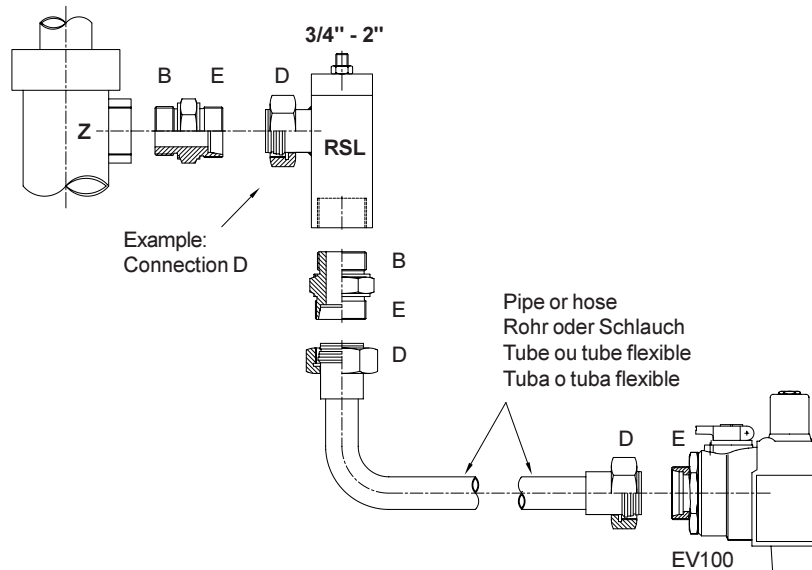 3/4" - 2"
B E D
Z
RSL
Example:
Connection D
B
E
D
Pipe or hose
Rohr oder Schlauch
Tube ou tube flexible
Tuba o tuba flexible
D E
EV100